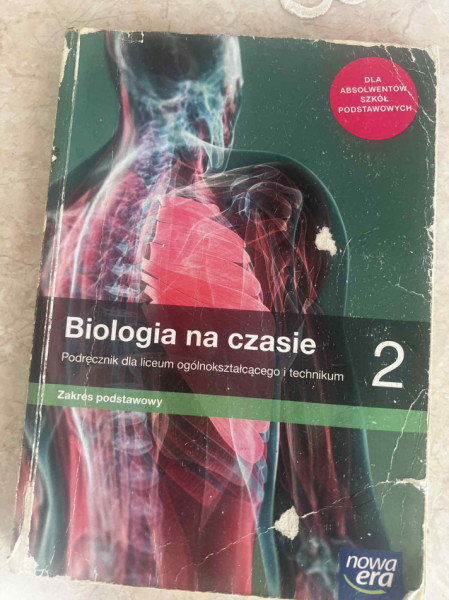 DLA
ABSOLWENTÓW
SZKÓŁ
PODSTAWOWYCH
Biologia na czasie
Podręcznik dla liceum ogólnokształcącego i technikum
2
Zakres podstawowy
nowa
era